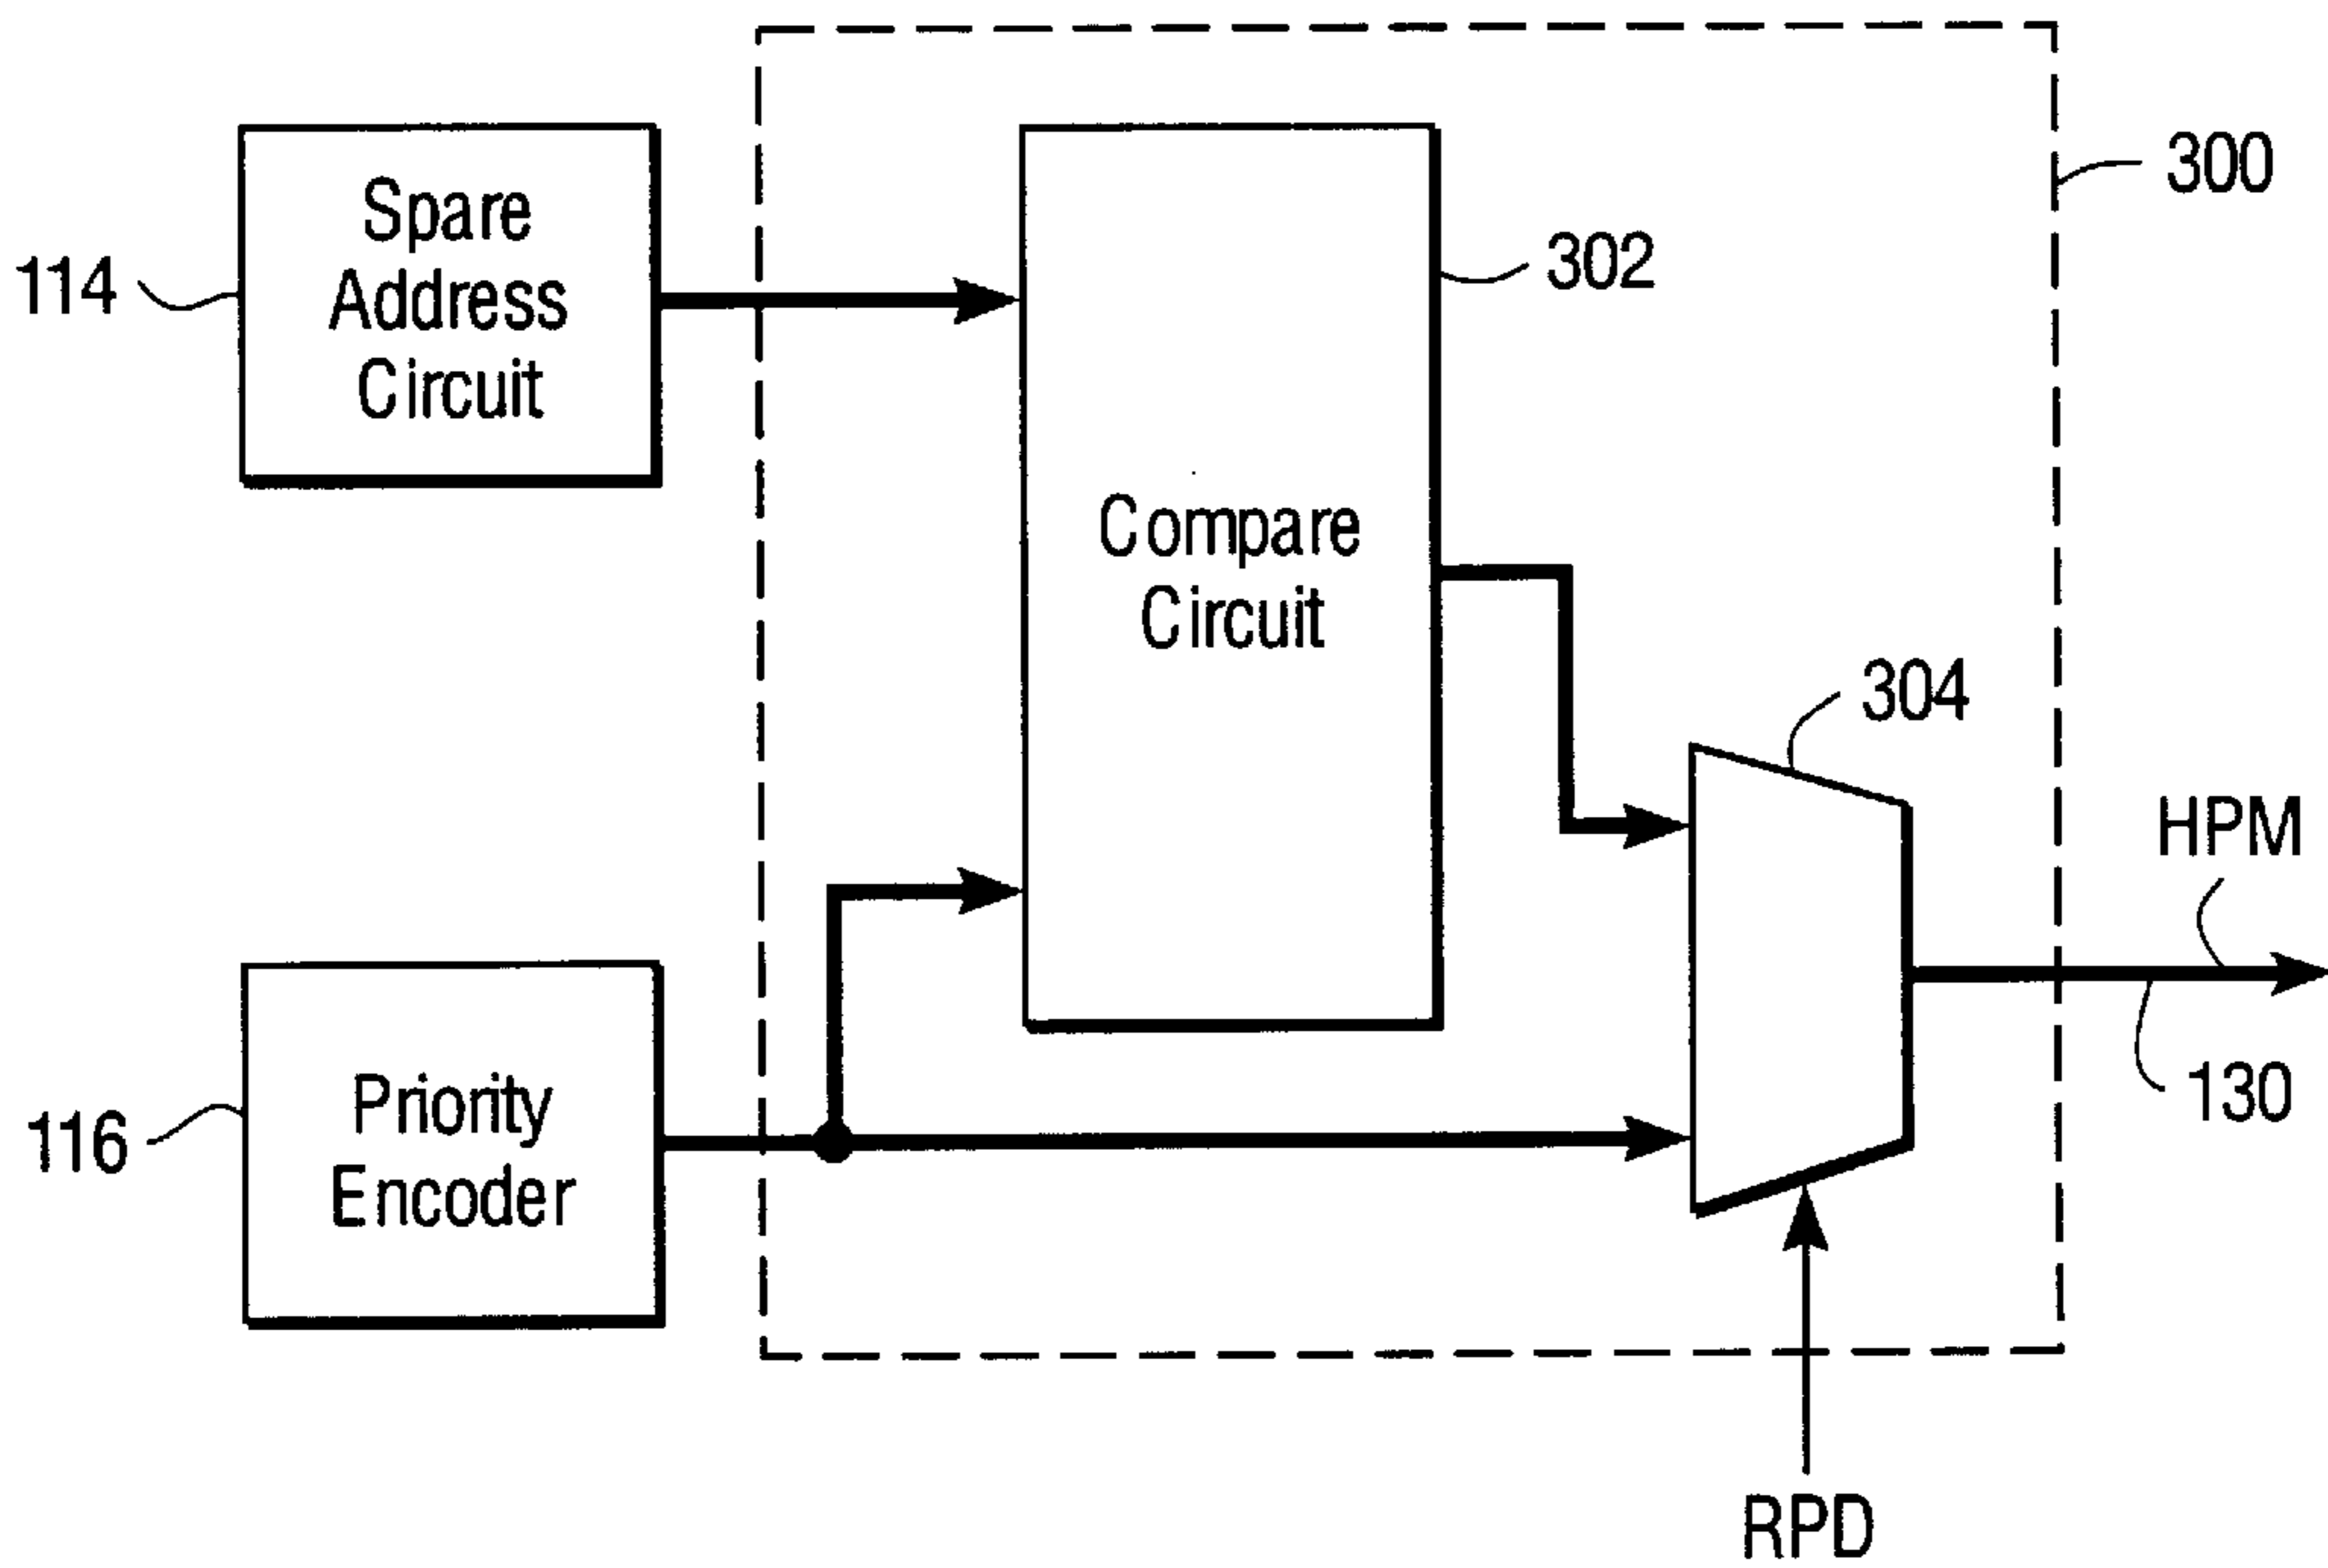 300
Spare
Address
Circuit
114
302
Compare
Circuit
304
HPM
130
Priority
Encoder
116
RPD